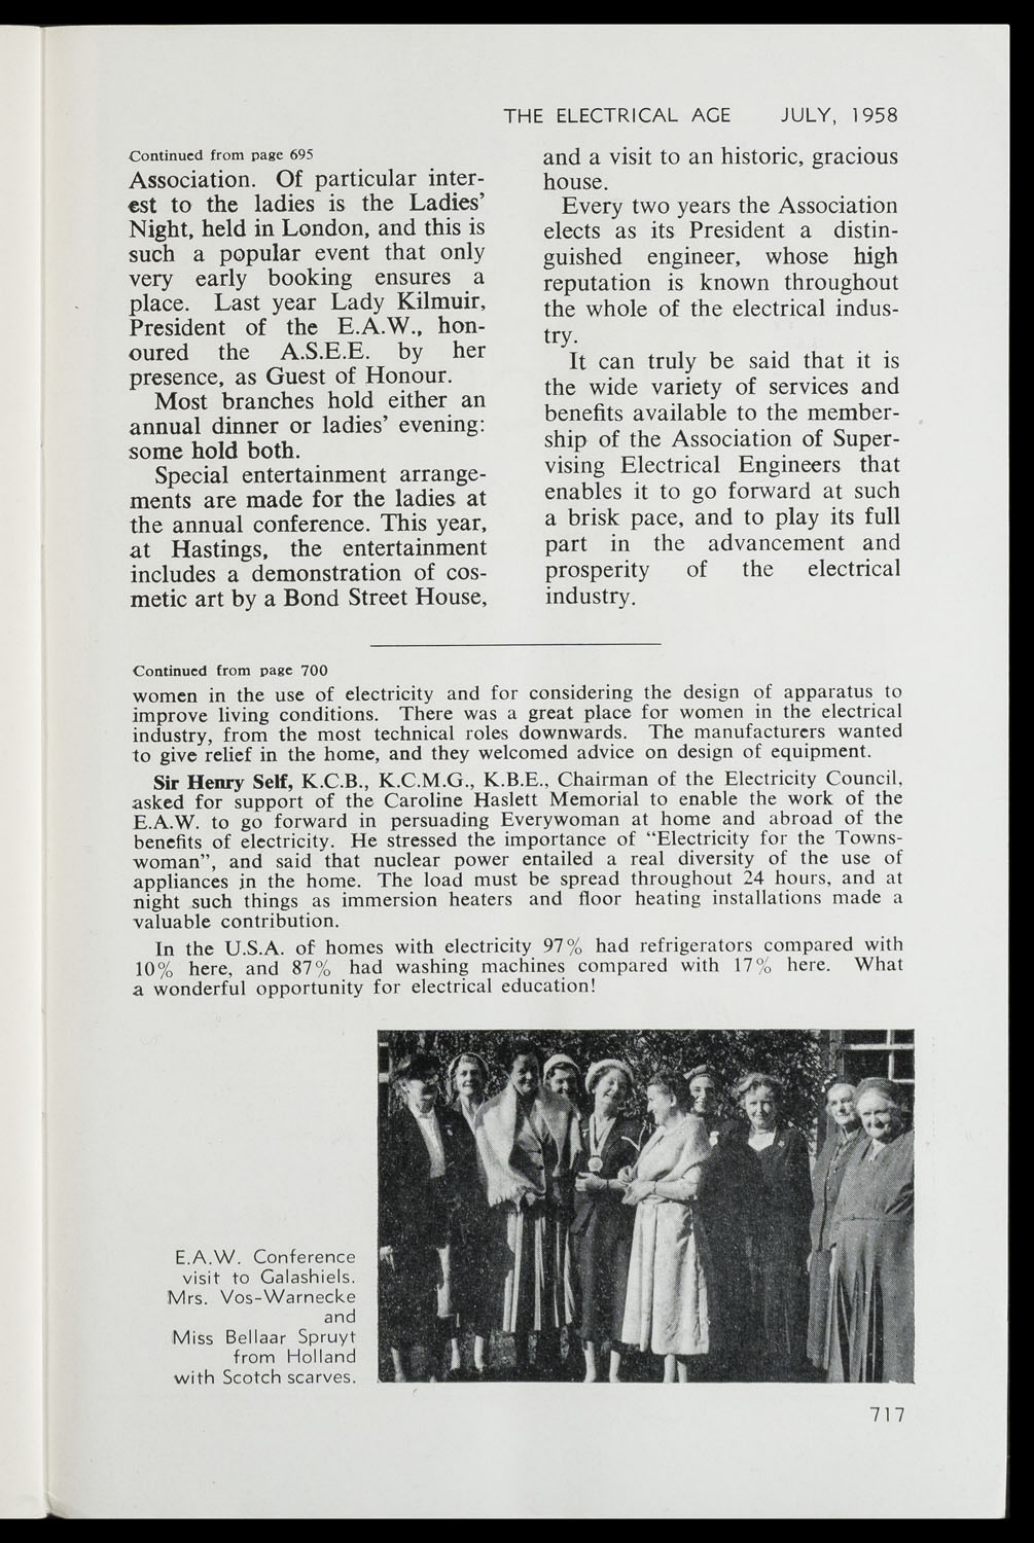 THE ELECTRICAL AGE JULY, 1958
Continued from page 695
Association. Of particular inter-
est to the ladies is the Ladies'
Night, held in London, and this is
such a popular event that only
very early booking ensures a
place. Last year Lady Kilmuir,
President of the E.A.W., hon-
oured the A.S.E.E. by her
presence, as Guest of Honour.
Most branches hold either an
annual dinner or ladies' evening:
some hold both.
Special entertainment arrange-
ments are made for the ladies at
the annual conference. This year,
at Hastings, the entertainment
includes a demonstration of cos-
metic art by a Bond Street House,
and a visit to an historic, gracious
house.
Every two years the Association
elects as its President a distin-
guished engineer, whose high
reputation is known throughout
the whole of the electrical indus-
try.
It can truly be said that it is
the wide variety of services and
benefits available to the member-
ship of the Association of Super-
vising Electrical Engineers that
enables it to go forward at such
a brisk pace, and to play its full
part in the advancement and
prosperity of the electrical
industry.
Continued from page 700
women in the use of electricity and for considering the design of apparatus to
improve living conditions. There was a great place for women in the electrical
industry, from the most technical roles downwards. The manufacturers wanted
to give relief in the home, and they welcomed advice on design of equipment.
Sir Henry Self, K.C.B., K.C.M.G., K.B.E., Chairman of the Electricity Council,
asked for support of the Caroline Haslett Memorial to enable the work of the
E.A.W. to go forward in persuading Everywoman at home and abroad of the
benefits of electricity. He stressed the importance of "Electricity for the Towns-
woman", and said that nuclear power entailed a real diversity of the use of
appliances in the home. The load must be spread throughout 24 hours, and at
night such things as immersion heaters and floor heating installations made a
valuable contribution.
In the U.S.A. of homes with electricity 97% had refrigerators compared with
10% here, and 87% had washing machines compared with 17% here. What
a wonderful opportunity for electrical education!
E.A.W. Conference
visit to Galashiels.
Mrs. Vos-Warnecke
and
Miss Bellaar Spruyt
from Holland
with Scotch scarves.
717